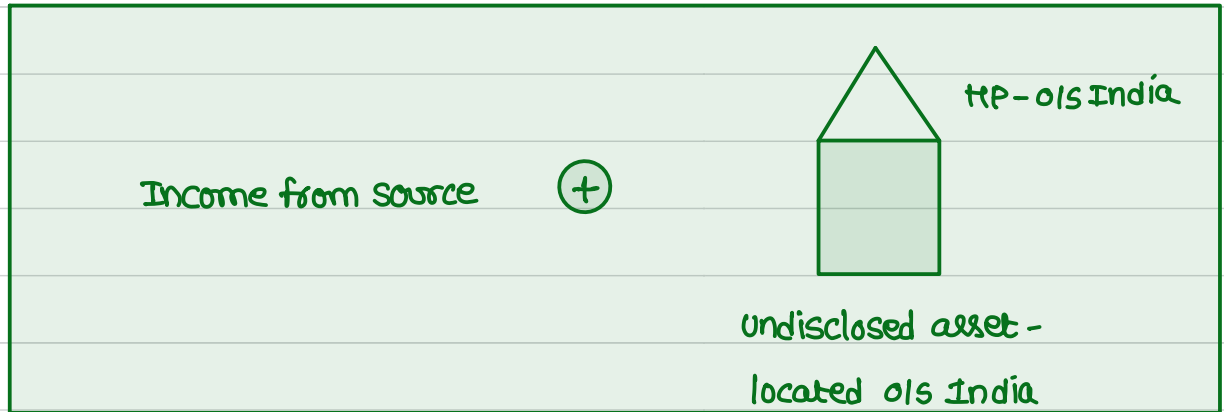 HP-O/S India
Income from source +
Undisclosed asset-
located O/S India